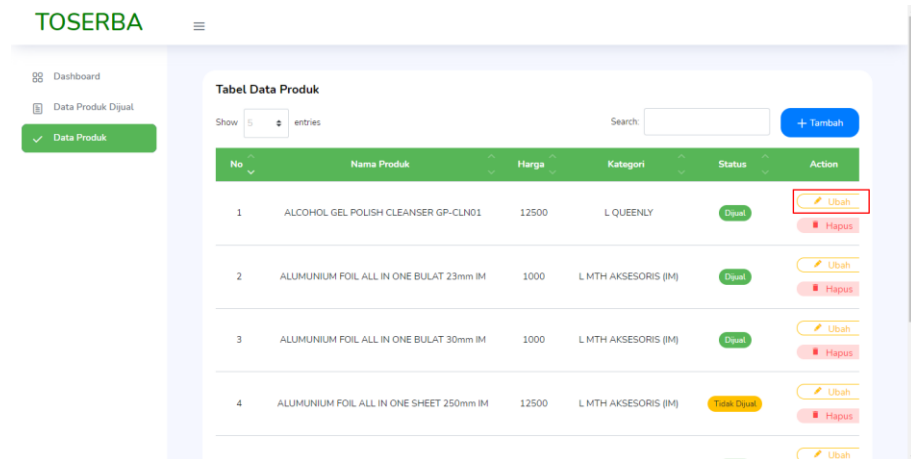 TOSERBA
Dashboard
Data Produk Dijual
Data Produk
Tabel Data Produk
Show 5 entries
Search:
+ Tambah
No Nama Produk Harga Kategori Status Action
1 ALCOHOL GEL POLISH CLEANSER GP-CLN01 12500 L QUEENLY Dijual Ubah
Hapus
2 ALUMUNIUM FOIL ALL IN ONE BULAT 23mm IM 1000 L MTH AKSESORIS (IM) Dijual Ubah
Hapus
3 ALUMUNIUM FOIL ALL IN ONE BULAT 30mm IM 1000 L MTH AKSESORIS (IM) Dijual Ubah
Hapus
4 ALUMUNIUM FOIL ALL IN ONE SHEET 250mm IM 12500 L MTH AKSESORIS (IM) Tidak Dijual Ubah
Hapus
Ubah